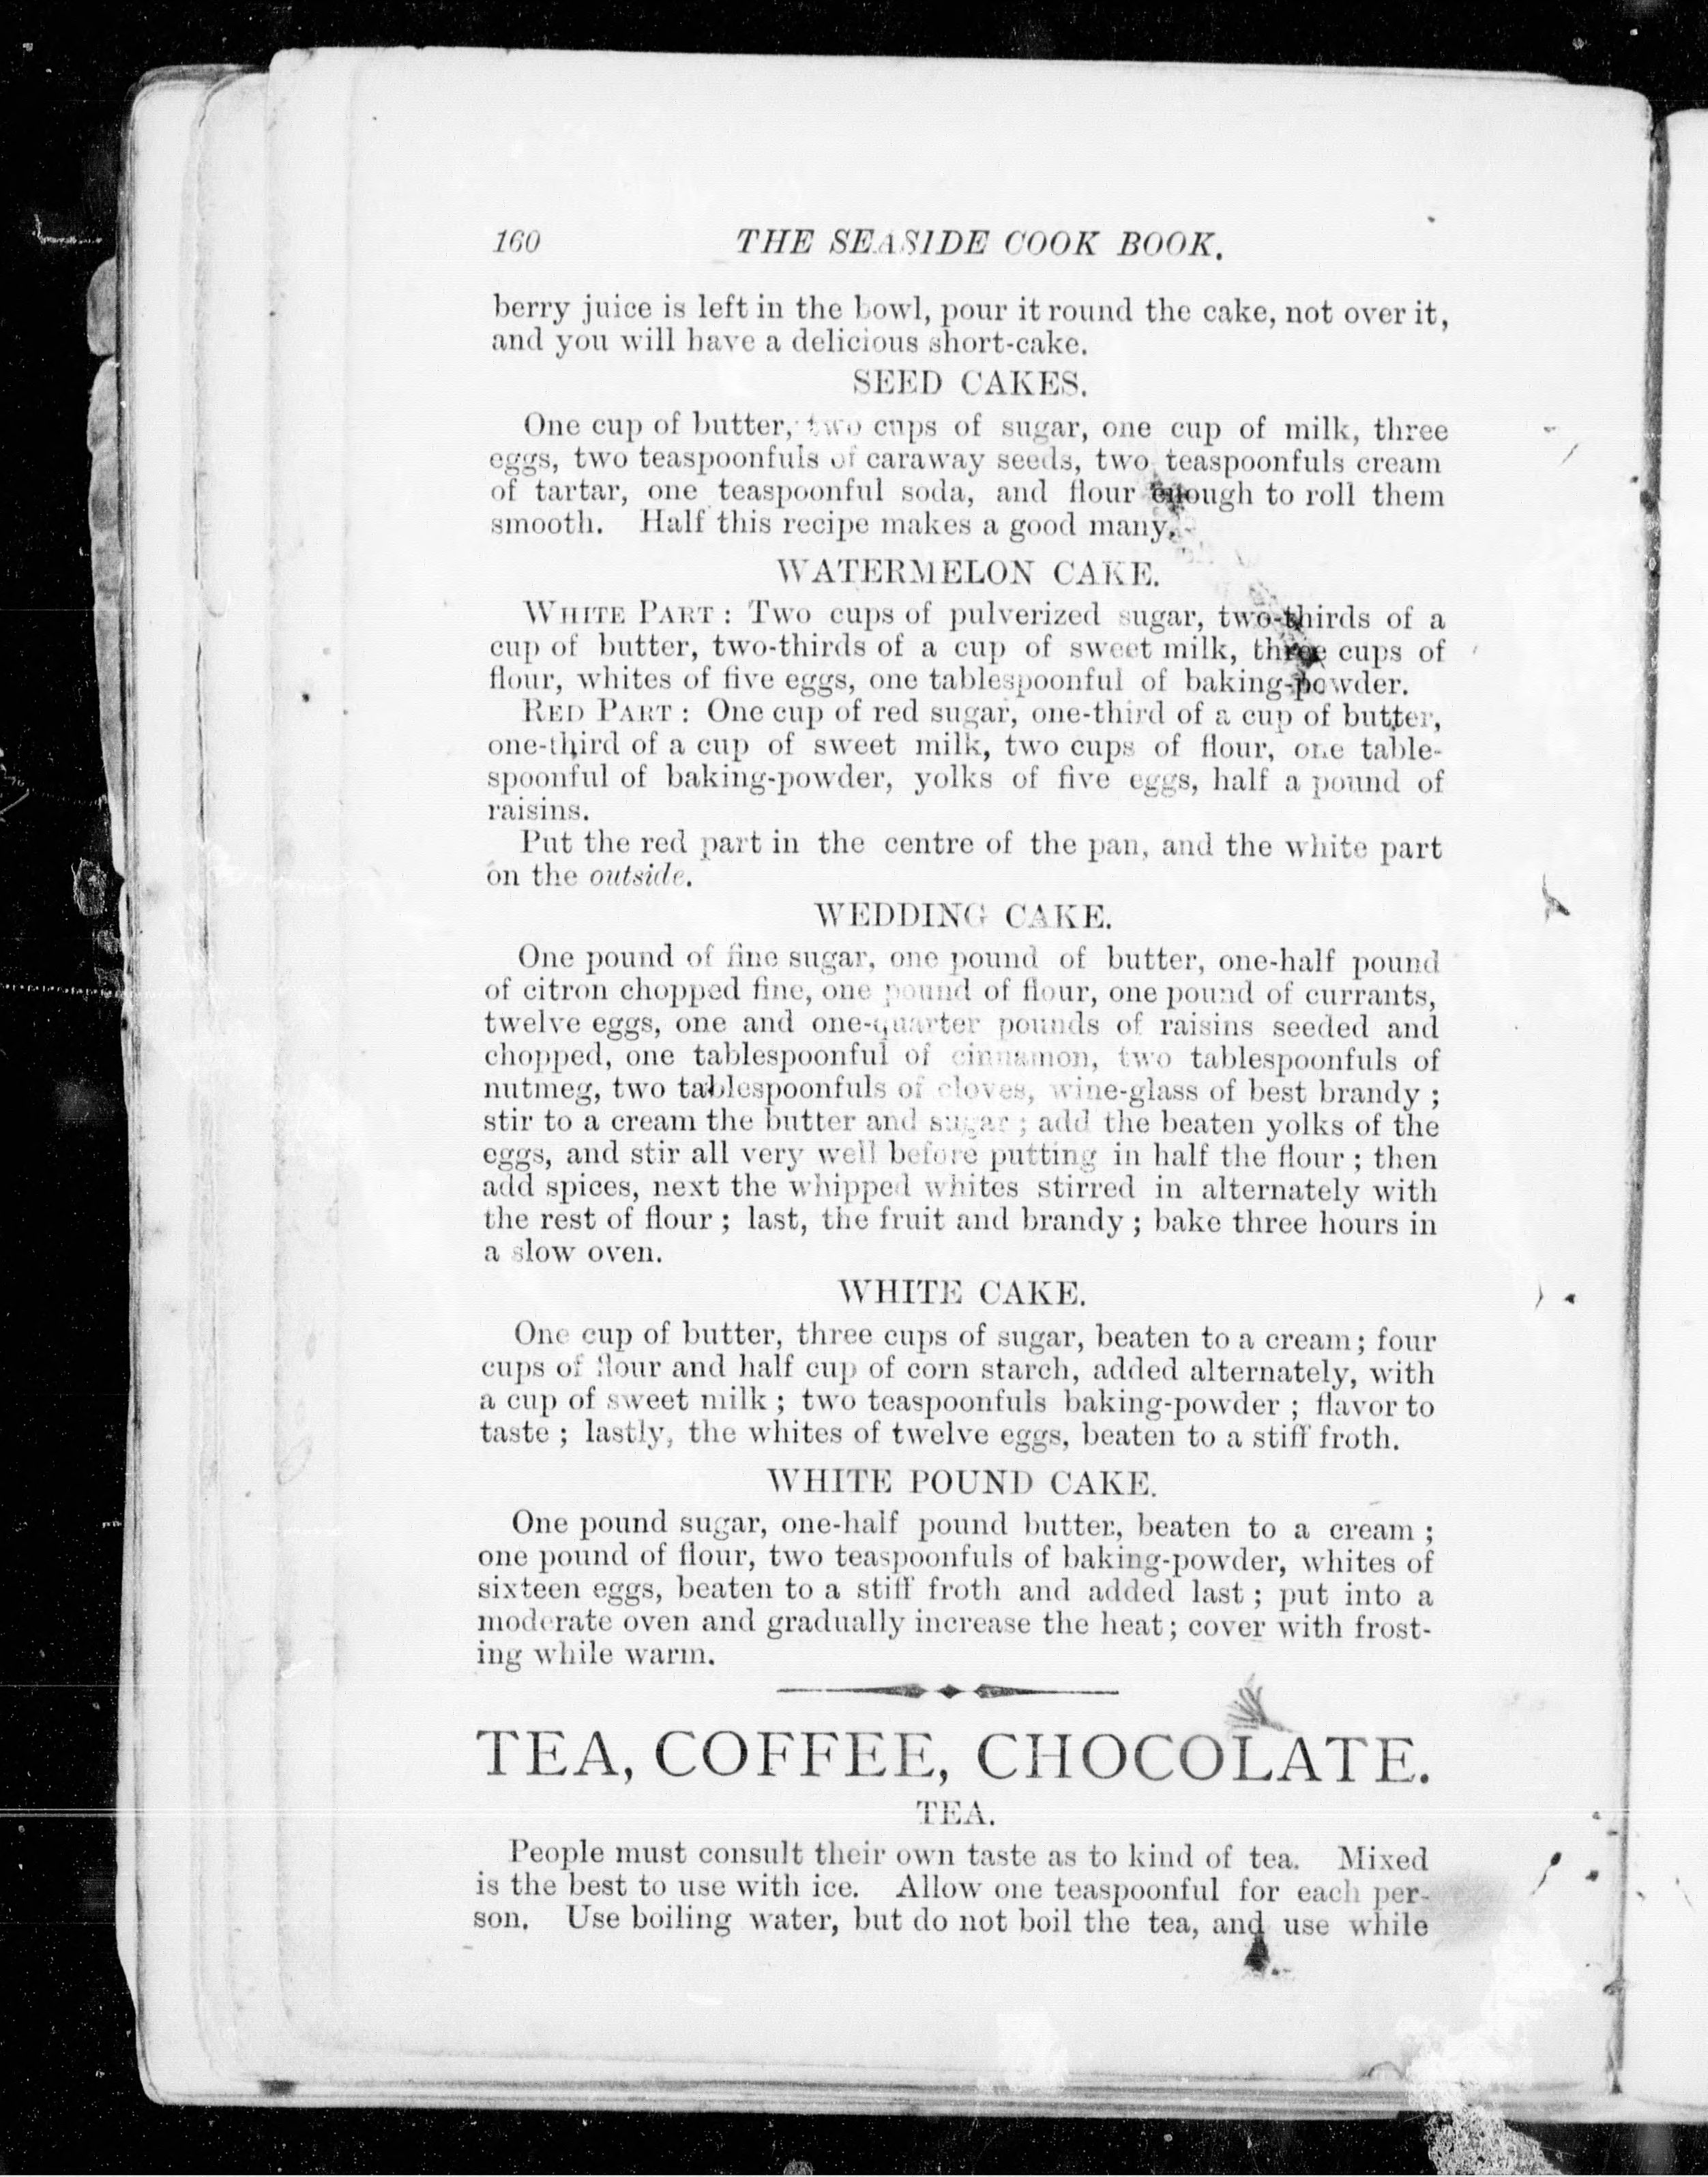 160 THE SEASIDE COOK BOOK.
berry juice is left in the bowl, pour it round the cake, not over it,
and you will have a delicious short-cake.
SEED CAKES.
One cup of butter, two cups of sugar, one cup of milk, three
eggs, two teaspoonfuls of caraway seeds, two teaspoonfuls cream
of tartar, one teaspoonful soda, and flour enough to roll them
smooth. Half this recipe makes a good many.
WATERMELON CAKE.
WHITE PART : Two cups of pulverized sugar, two-thirds of a
cup of butter, two-thirds of a cup of sweet milk, three cups of
flour, whites of five eggs, one tablespoonful of baking-powder.
RED PART : One cup of red sugar, one-third of a cup of butter,
one-third of a cup of sweet milk, two cups of flour, one table-
spoonful of baking-powder, yolks of five eggs, half a pound of
raisins.
Put the red part in the centre of the pan, and the white part
on the outside.
WEDDING CAKE.
One pound of fine sugar, one pound of butter, one-half pound
of citron chopped fine, one pound of flour, one pound of currants,
twelve eggs, one and one-quarter pounds of raisins seeded and
chopped, one tablespoonful of cinnamon, two tablespoonfuls of
nutmeg, two tablespoonfuls of cloves, wine-glass of best brandy ;
stir to a cream the butter and sugar ; add the beaten yolks of the
eggs, and stir all very well before putting in half the flour ; then
add spices, next the whipped whites stirred in alternately with
the rest of flour ; last, the fruit and brandy ; bake three hours in
a slow oven.
WHITE CAKE.
One cup of butter, three cups of sugar, beaten to a cream ; four
cups of flour and half cup of corn starch, added alternately, with
a cup of sweet milk ; two teaspoonfuls baking-powder ; flavor to
taste ; lastly, the whites of twelve eggs, beaten to a stiff froth.
WHITE POUND CAKE.
One pound sugar, one-half pound butter, beaten to a cream ;
one pound of flour, two teaspoonfuls of baking-powder, whites of
sixteen eggs, beaten to a stiff froth and added last ; put into a
moderate oven and gradually increase the heat ; cover with frost-
ing while warm.
TEA, COFFEE, CHOCOLATE.
TEA.
People must consult their own taste as to kind of tea. Mixed
is the best to use with ice. Allow one teaspoonful for each per-
son. Use boiling water, but do not boil the tea, and use while